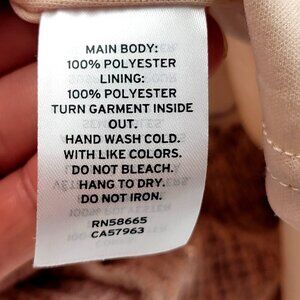 MAIN BODY:
100% POLYESTER
LINING:
100% POLYESTER
TURN GARMENT INSIDE
OUT.
HAND WASH COLD.
WITH LIKE COLORS.
DO NOT BLEACH.
HANG TO DRY.
DO NOT IRON.
RN58665
CA57963